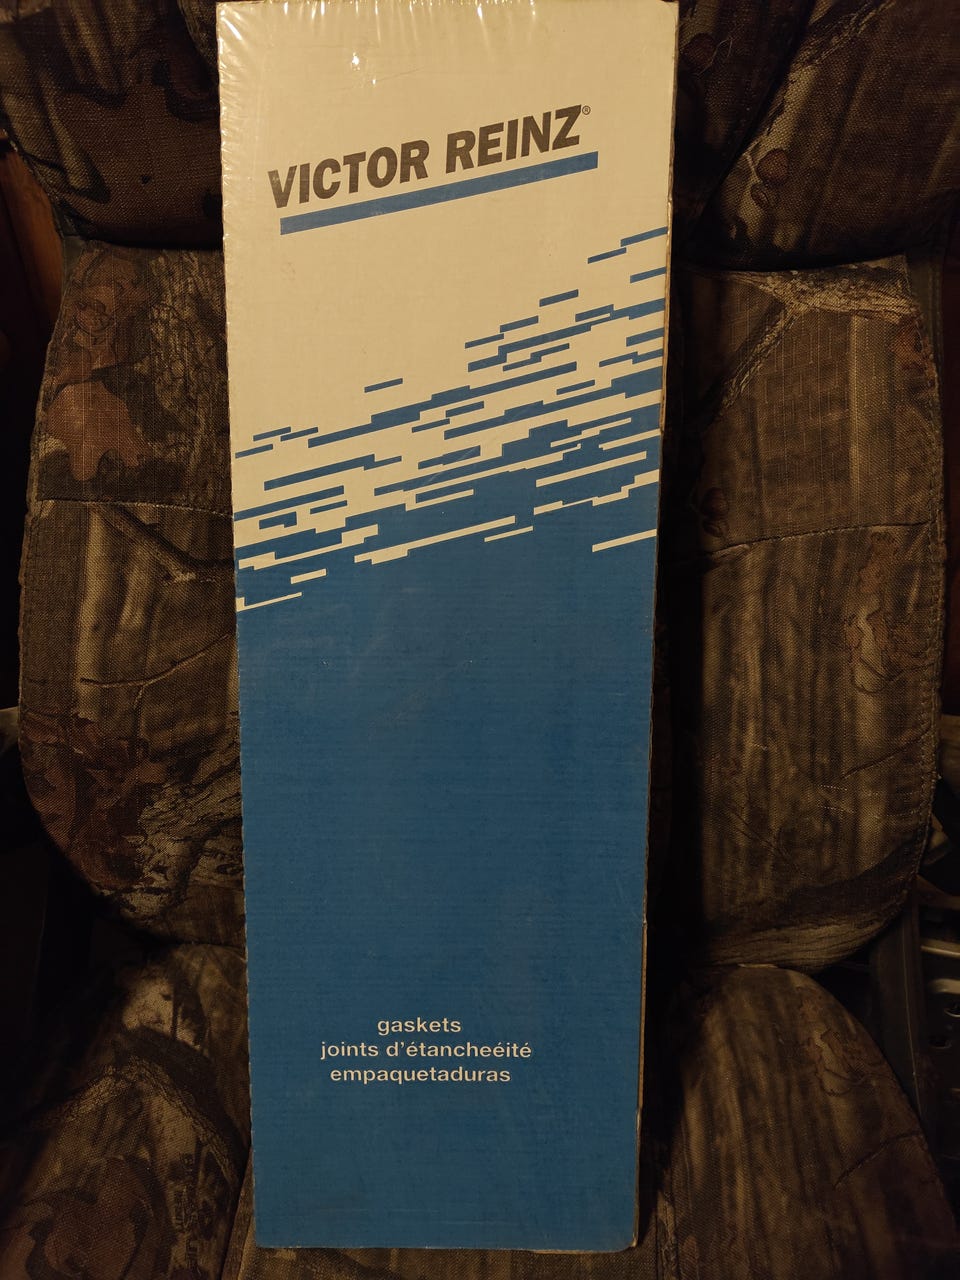 VICTOR REINZ®
gaskets
joints d'étancheéité
empaquetaduras